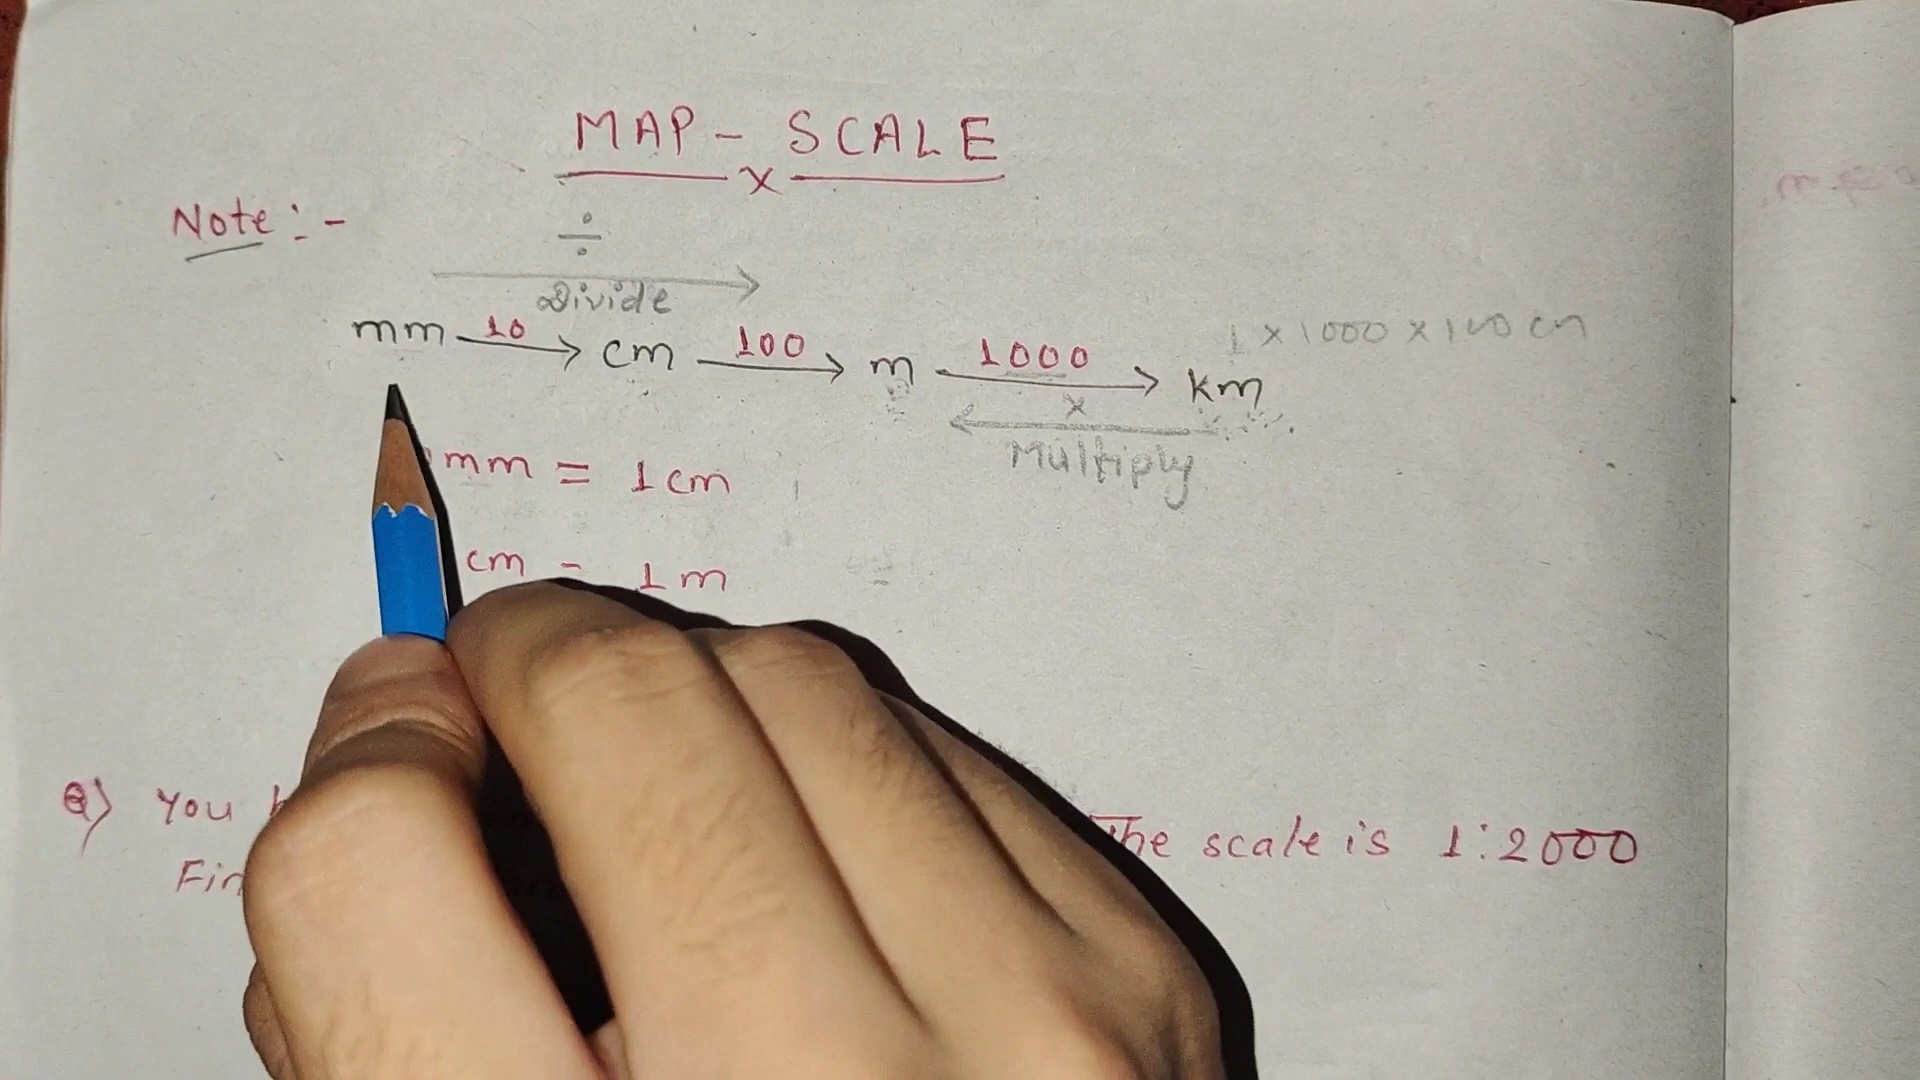 MAP - SCALE
x
Note :-
÷
Divide
mm 10 cm 100 m 1000 km 1 x 1000 x 100 cm
x
Multiply
mm = 1 cm
cm - 1 m
=
Q) You The scale is 1:2000